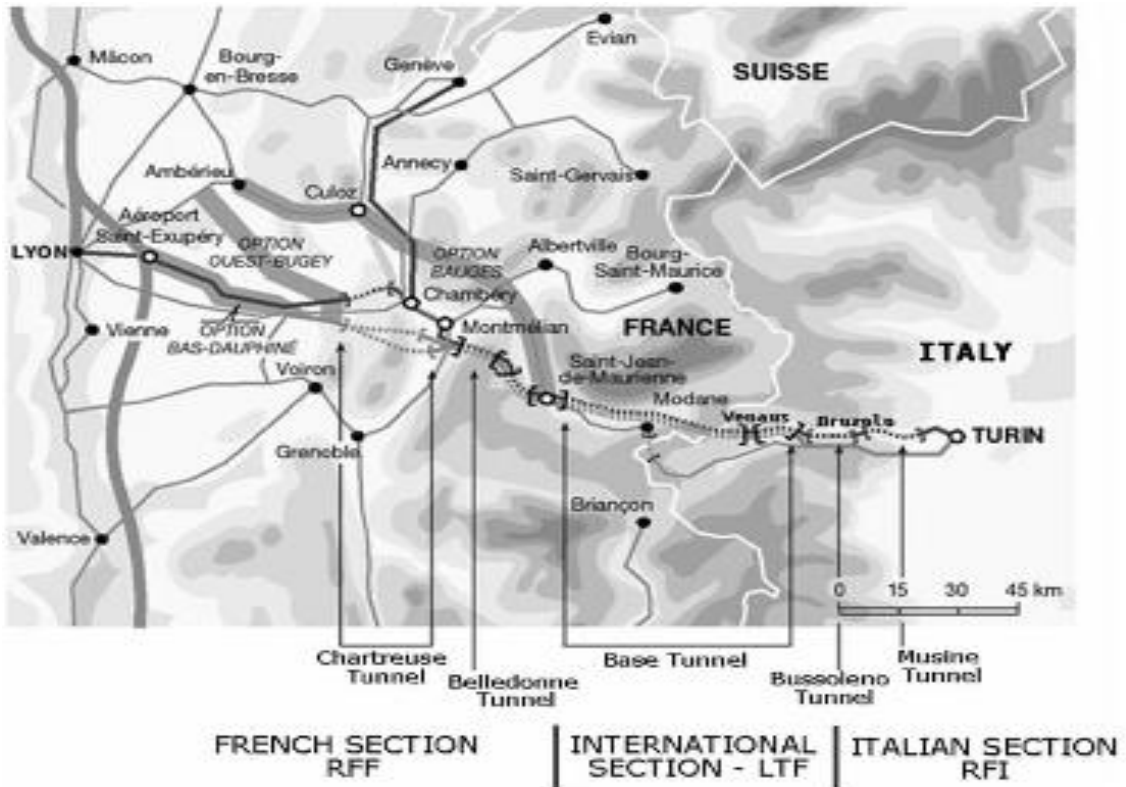 Evian
Mâcon
Bourg-
en-Bresse
Genève
SUISSE
Annecy
Saint-Gervais
Ambérieu
Culoz
Aéreport
Saint-Exupéry
OPTION
OUEST-BUGEY
OPTION
BAUGES
Albertville
Bourg-
Saint-Maurice
LYON
Chambéry
Montmélian
FRANCE
ITALY
Vienne
OPTION
BAS-DAUPHINÉ
Saint-Jean-
de-Maurienne
Modane
Voiron
Venaus
Bruzolo
TURIN
Grenoble
Briançon
Valence
0 15 30 45 km
Chartreuse
Tunnel
Belledonne
Tunnel
Base Tunnel
Bussoleno
Tunnel
Musine
Tunnel
FRENCH SECTION
RFF
INTERNATIONAL
SECTION - LTF
ITALIAN SECTION
RFI